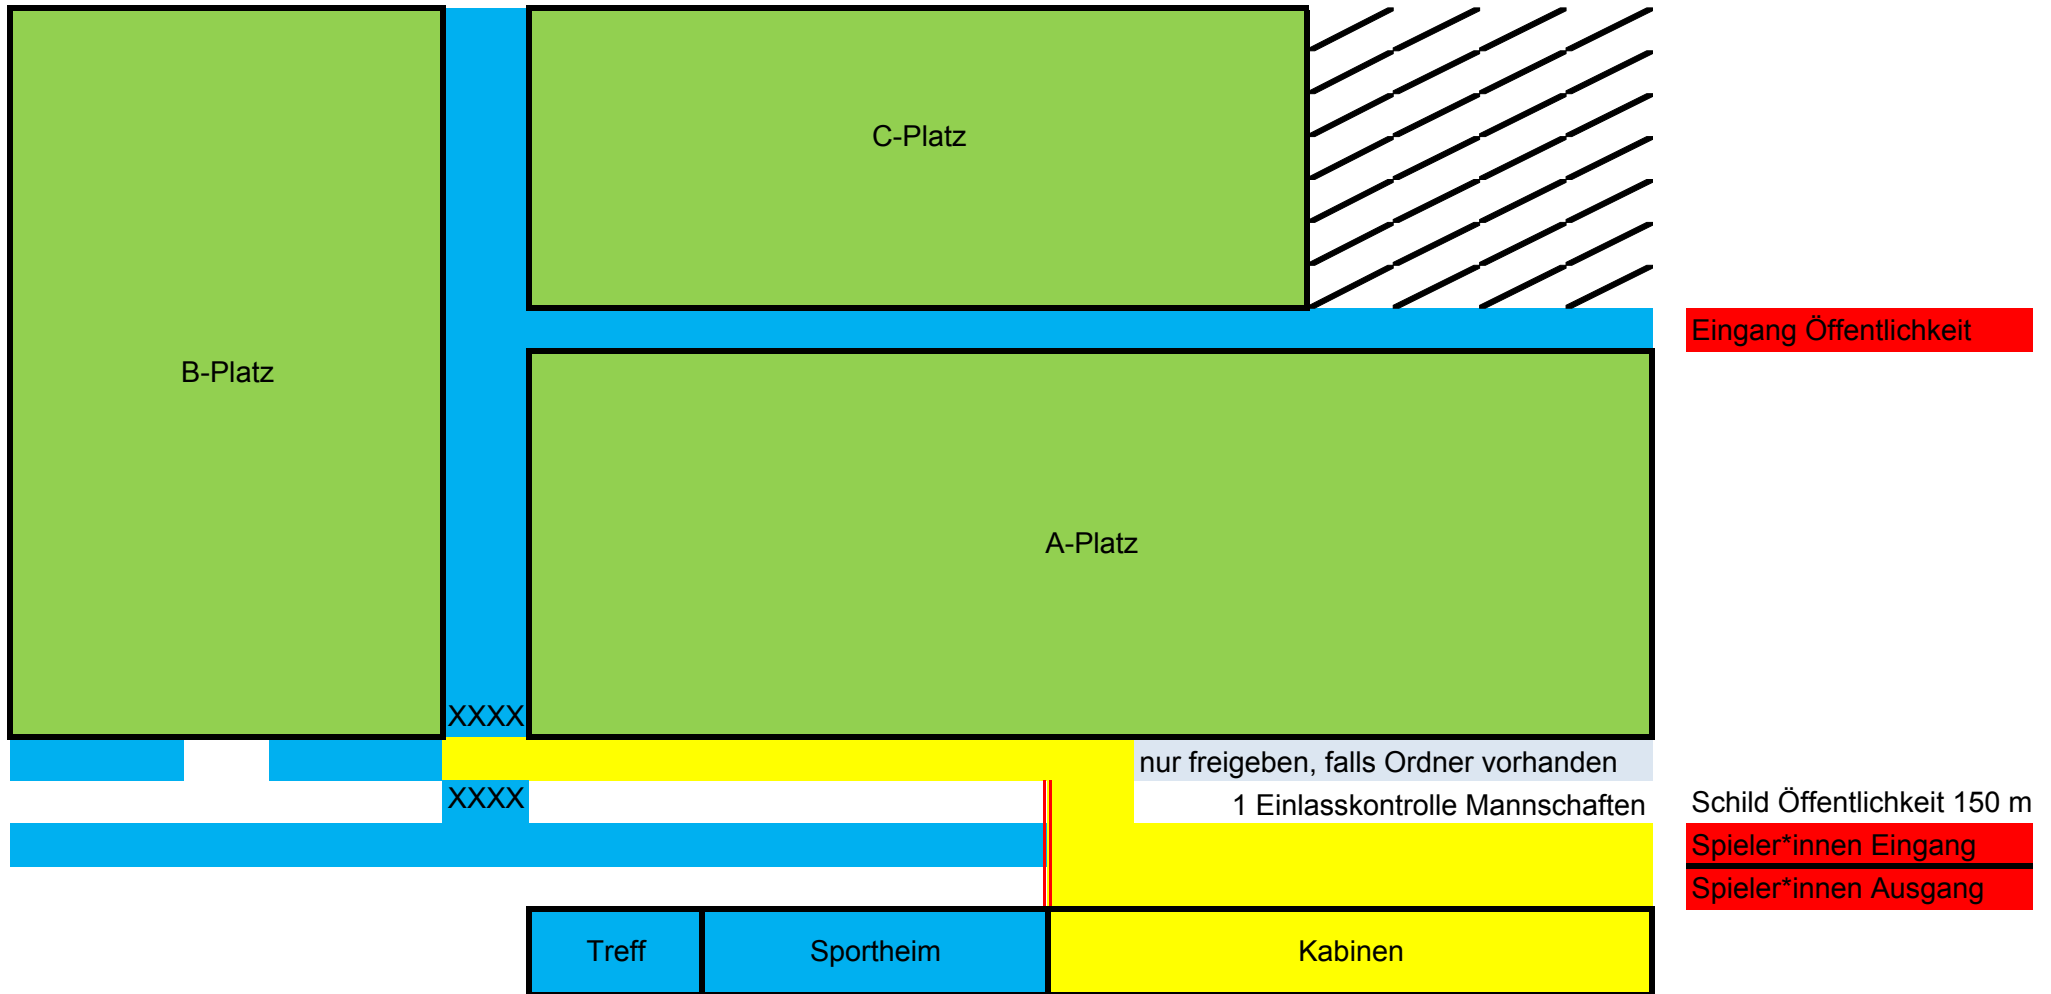 C-Platz
Eingang Öffentlichkeit
B-Platz
A-Platz
XXXX
nur freigeben, falls Ordner vorhanden
XXXX
1 Einlasskontrolle Mannschaften
Schild Öffentlichkeit 150 m
Spieler*innen Eingang
Spieler*innen Ausgang
Treff
Sportheim
Kabinen